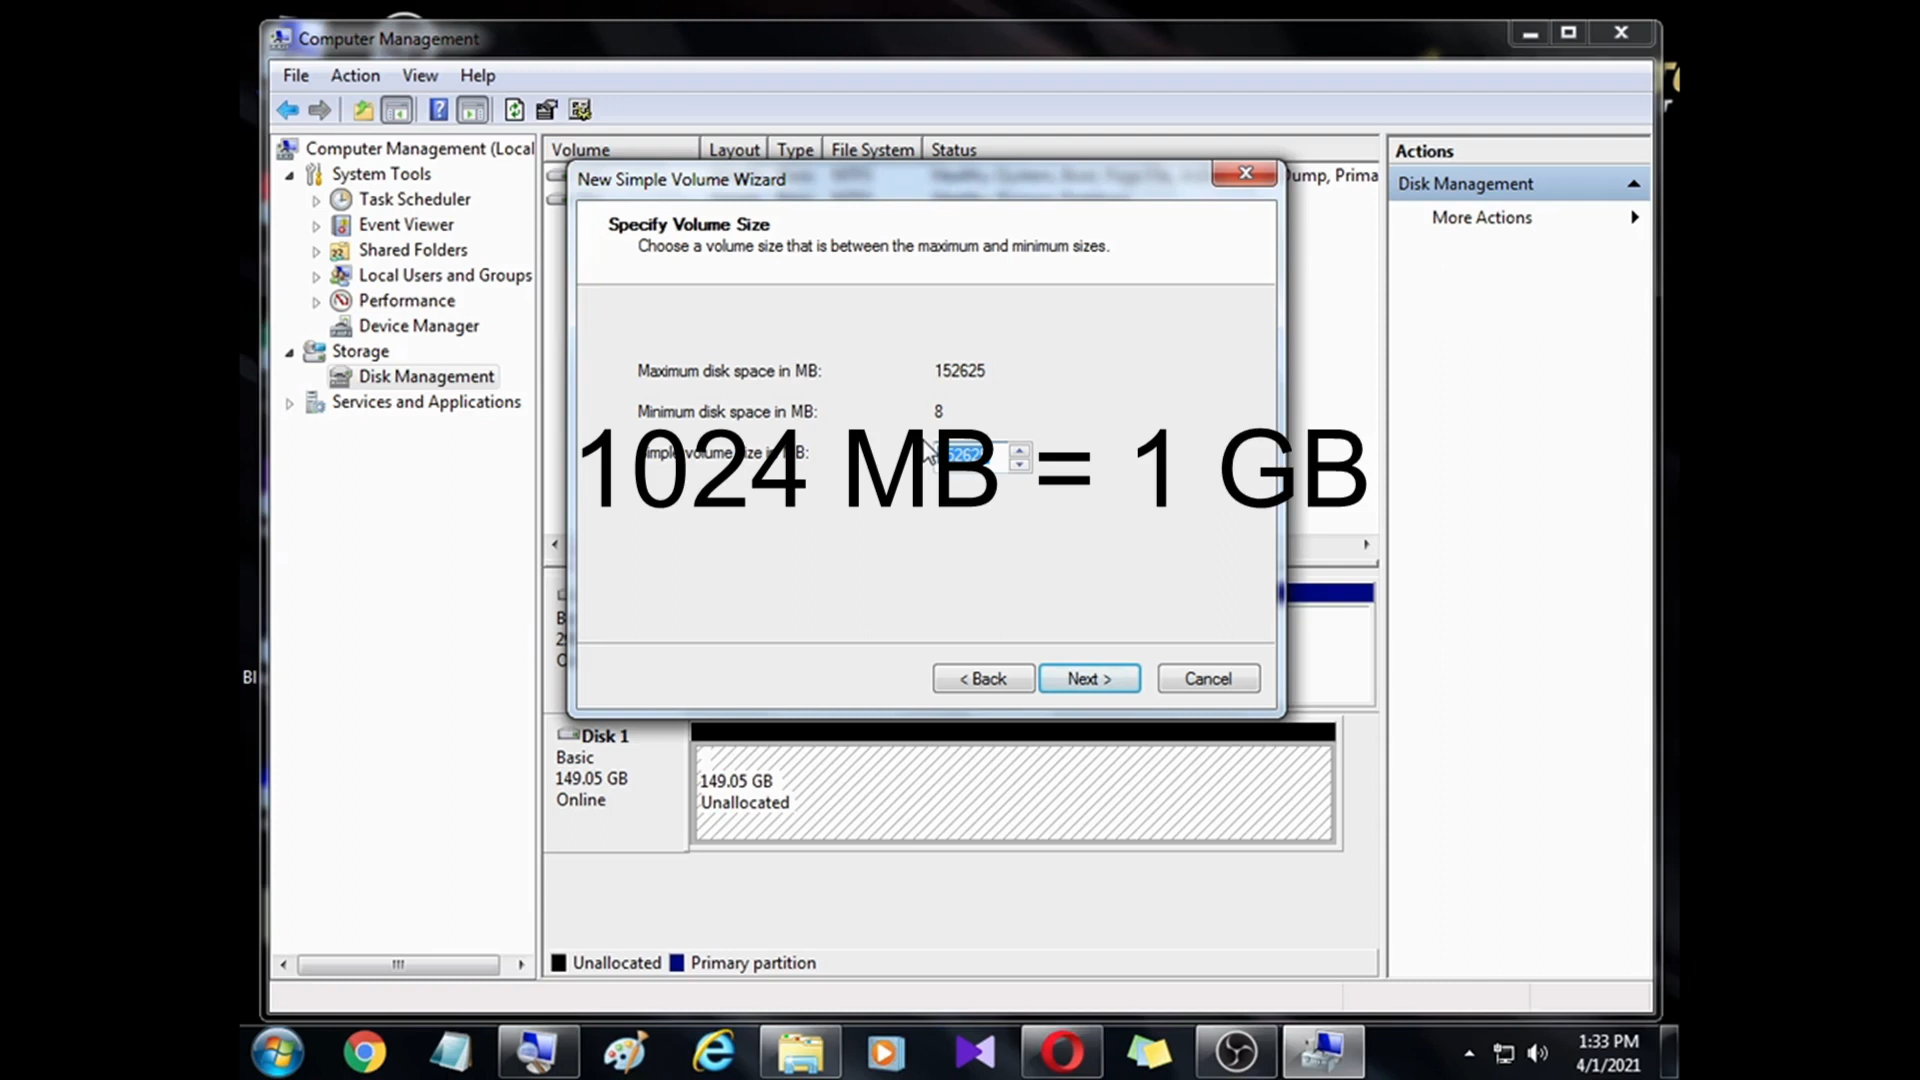 Computer Management
File Action View Help
Computer Management (Local
System Tools
Task Scheduler
Event Viewer
Shared Folders
Local Users and Groups
Performance
Device Manager
Storage
Disk Management
Services and Applications
Volume Layout Type File System Status
Dump, Prima
New Simple Volume Wizard
Specify Volume Size
Choose a volume size that is between the maximum and minimum sizes.
Maximum disk space in MB: 152625
Minimum disk space in MB: 8
1024 MB = 1 GB
< Back Next > Cancel
Disk 1
Basic
149.05 GB
Online
149.05 GB
Unallocated
Unallocated Primary partition
Actions
Disk Management
More Actions
1:33 PM
4/1/2021